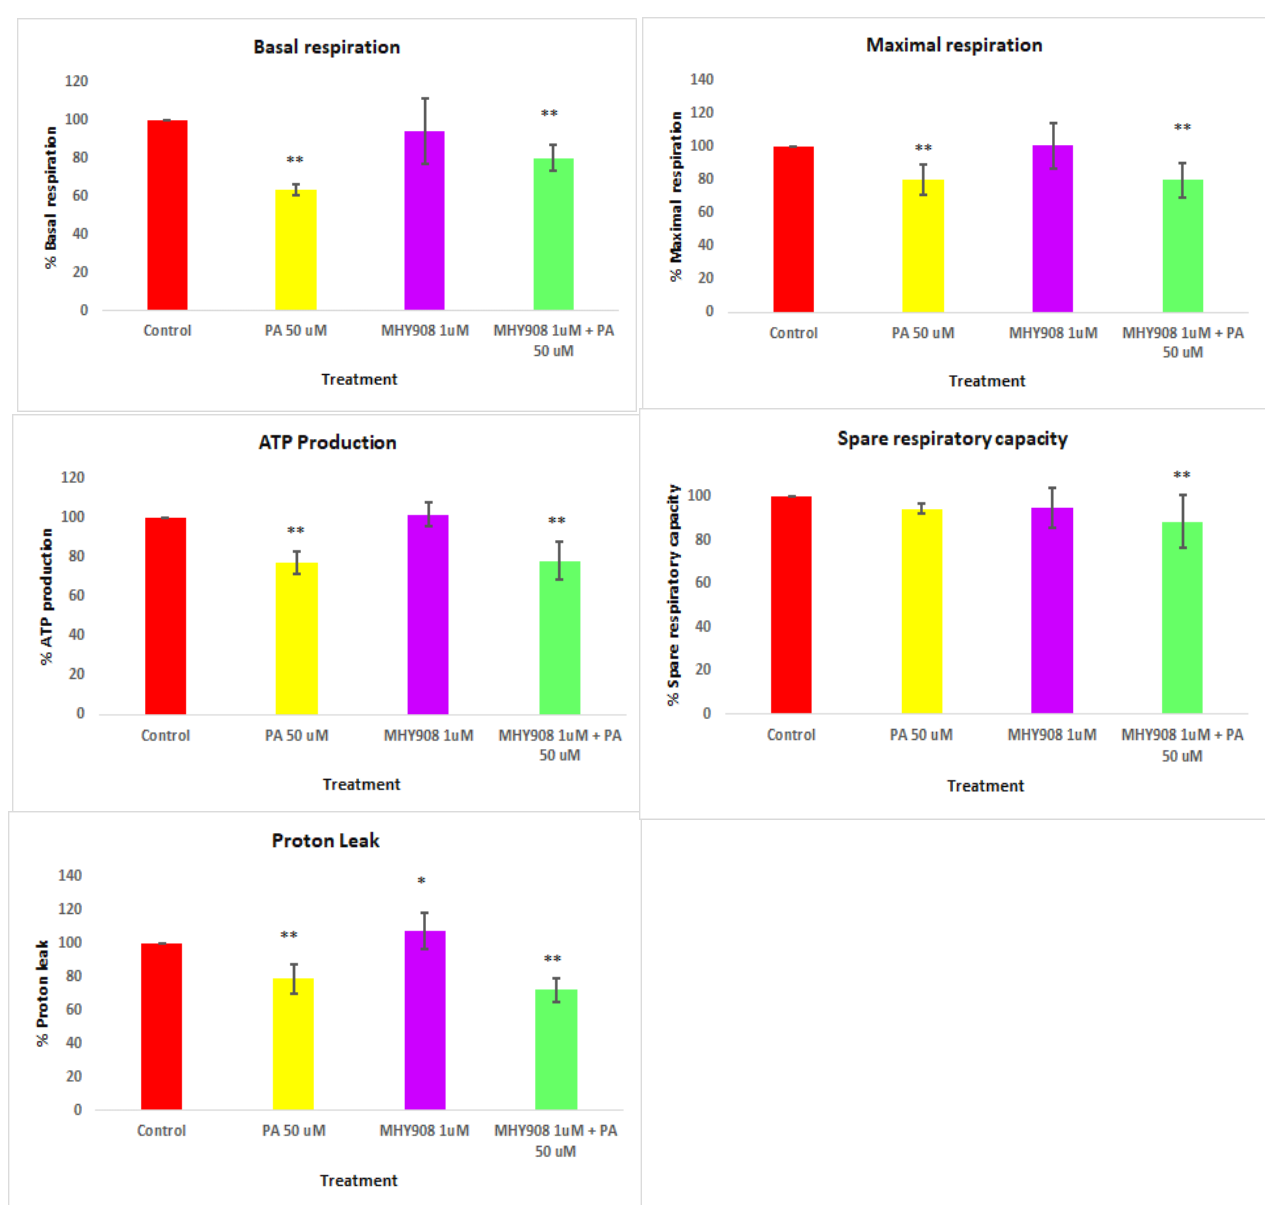 Basal respiration
% Basal respiration
120
100
80
60
40
20
0
**
**
Control
PA 50 uM
MHY908 1uM
MHY908 1uM + PA
50 uM
Treatment
Maximal respiration
% Maximal respiration
140
120
100
80
60
40
20
0
**
**
Control
PA 50 uM
MHY908 1uM
MHY908 1uM + PA
50 uM
Treatment
ATP Production
% ATP production
120
100
80
60
40
20
0
**
**
Control
PA 50 uM
MHY908 1uM
MHY908 1uM + PA
50 uM
Treatment
Spare respiratory capacity
% Spare respiratory capacity
100
80
60
40
20
0
**
Control
PA 50 uM
MHY908 1uM
MHY908 1uM + PA
50 uM
Treatment
Proton Leak
% Proton leak
140
120
100
80
60
40
20
0
**
*
**
Control
PA 50 uM
MHY908 1uM
MHY908 1uM + PA
50 uM
Treatment